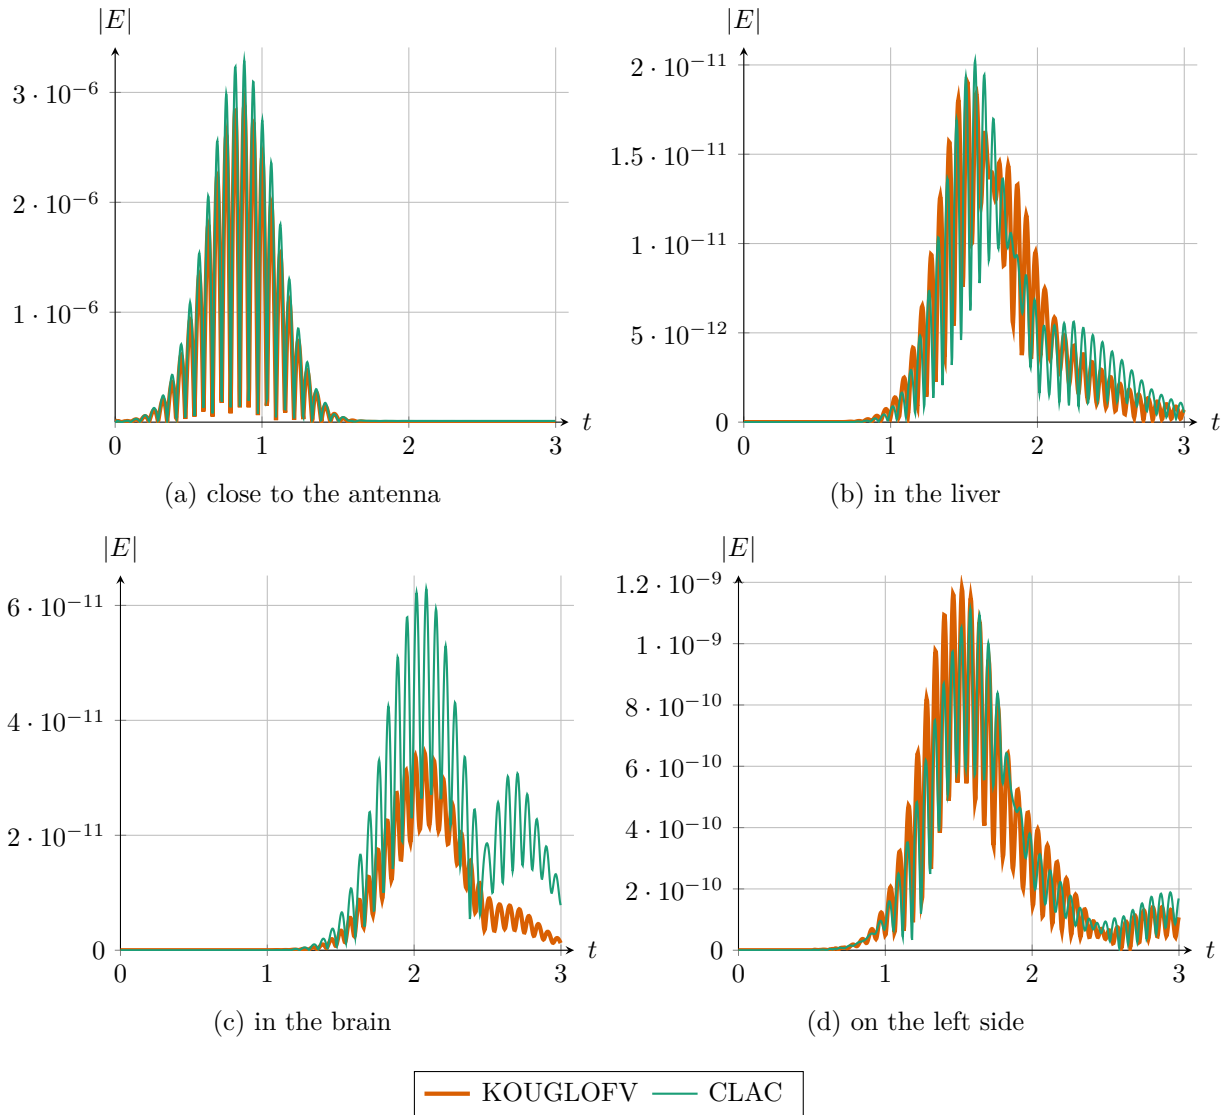 |E|
3 · 10⁻⁶
2 · 10⁻⁶
1 · 10⁻⁶
0 1 2 3 t
(a) close to the antenna
|E|
2 · 10⁻¹¹
1.5 · 10⁻¹¹
1 · 10⁻¹¹
5 · 10⁻¹²
0
0 1 2 3 t
(b) in the liver
|E|
6 · 10⁻¹¹
4 · 10⁻¹¹
2 · 10⁻¹¹
0
0 1 2 3 t
(c) in the brain
|E|
1.2 · 10⁻⁹
1 · 10⁻⁹
8 · 10⁻¹⁰
6 · 10⁻¹⁰
4 · 10⁻¹⁰
2 · 10⁻¹⁰
0
0 1 2 3 t
(d) on the left side
KOUGLOFV CLAC